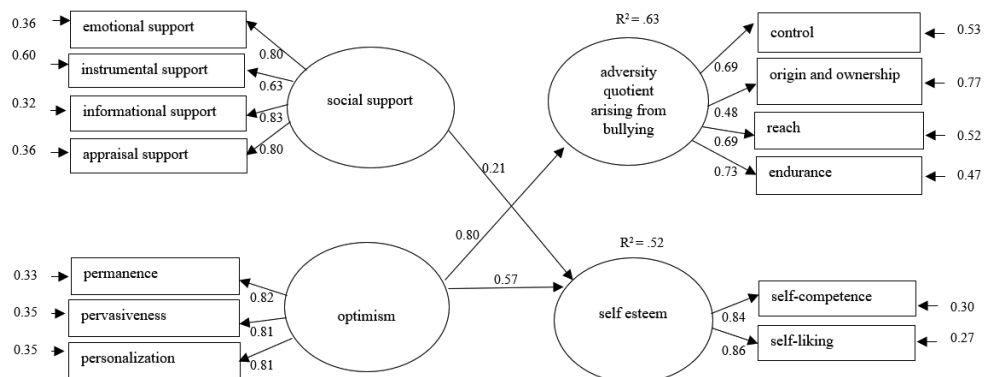 0.36
emotional support
0.60
instrumental support
0.32
informational support
0.36
appraisal support
0.80
0.63
0.83
0.80
social support
R² = .63
adversity
quotient
arising from
bullying
0.69
0.48
0.69
0.73
control
0.53
origin and ownership
0.77
reach
0.52
endurance
0.47
0.21
0.80
0.57
0.33
permanence
0.35
pervasiveness
0.35
personalization
0.82
0.81
0.81
optimism
R² = .52
self esteem
0.84
0.86
self-competence
0.30
self-liking
0.27